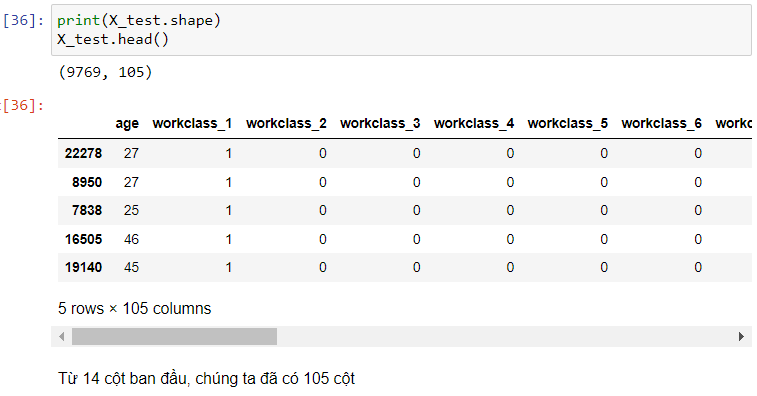 [36]: print(X_test.shape)
X_test.head()
(9769, 105)
[36]:
age workclass_1 workclass_2 workclass_3 workclass_4 workclass_5 workclass_6
22278 27 1 0 0 0 0 0
8950 27 1 0 0 0 0 0
7838 25 1 0 0 0 0 0
16505 46 1 0 0 0 0 0
19140 45 1 0 0 0 0 0
5 rows × 105 columns
Từ 14 cột ban đầu, chúng ta đã có 105 cột